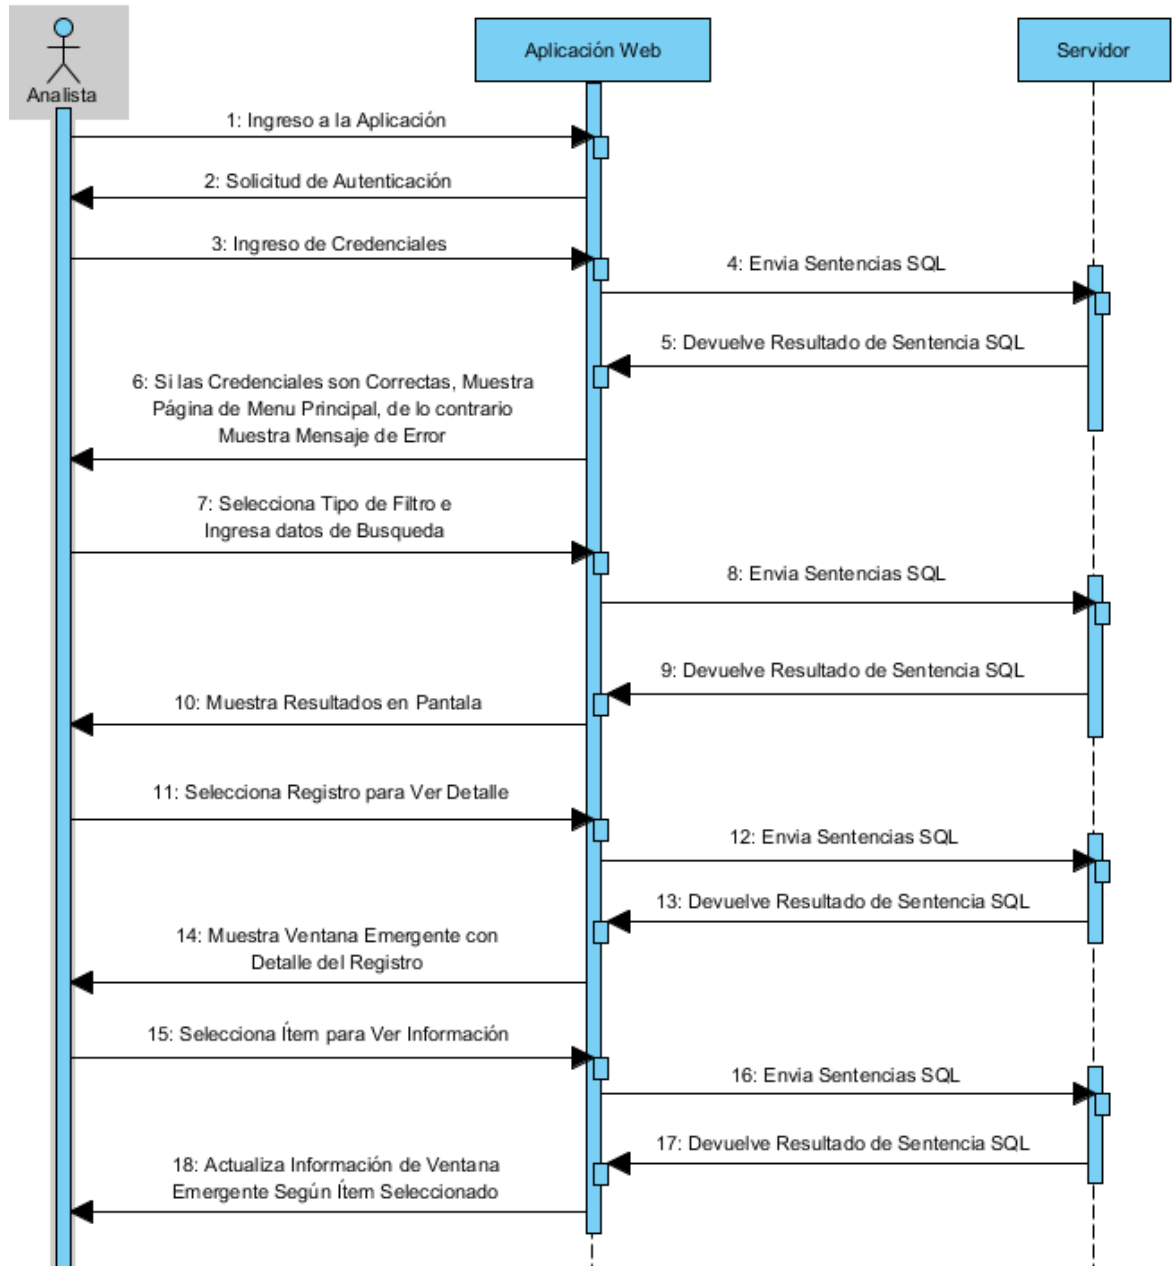 Analista
Aplicación Web
Servidor
1: Ingreso a la Aplicación
2: Solicitud de Autenticación
3: Ingreso de Credenciales
4: Envia Sentencias SQL
5: Devuelve Resultado de Sentencia SQL
6: Si las Credenciales son Correctas, Muestra
Página de Menu Principal, de lo contrario
Muestra Mensaje de Error
7: Selecciona Tipo de Filtro e
Ingresa datos de Busqueda
8: Envia Sentencias SQL
9: Devuelve Resultado de Sentencia SQL
10: Muestra Resultados en Pantala
11: Selecciona Registro para Ver Detalle
12: Envia Sentencias SQL
13: Devuelve Resultado de Sentencia SQL
14: Muestra Ventana Emergente con
Detalle del Registro
15: Selecciona Ítem para Ver Información
16: Envia Sentencias SQL
17: Devuelve Resultado de Sentencia SQL
18: Actualiza Información de Ventana
Emergente Según Ítem Seleccionado